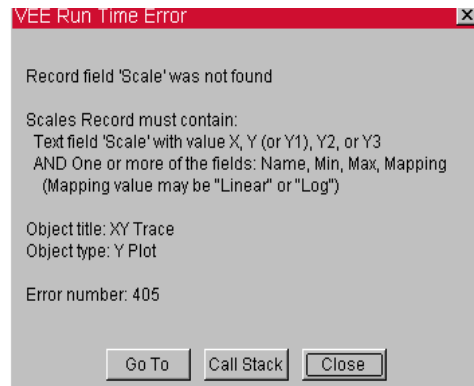 VEE Run Time Error
Record field 'Scale' was not found
Scales Record must contain:
Text field 'Scale' with value X, Y (or Y1), Y2, or Y3
AND One or more of the fields: Name, Min, Max, Mapping
(Mapping value may be "Linear" or "Log")
Object title: XY Trace
Object type: Y Plot
Error number: 405
Go To Call Stack Close